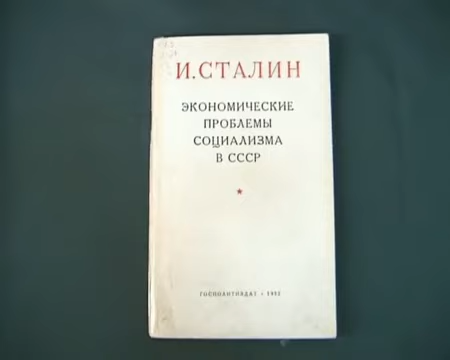 И. СТАЛИН
ЭКОНОМИЧЕСКИЕ
ПРОБЛЕМЫ
СОЦИАЛИЗМА
В СССР
ГОСПОЛИТИЗДАТ • 1952